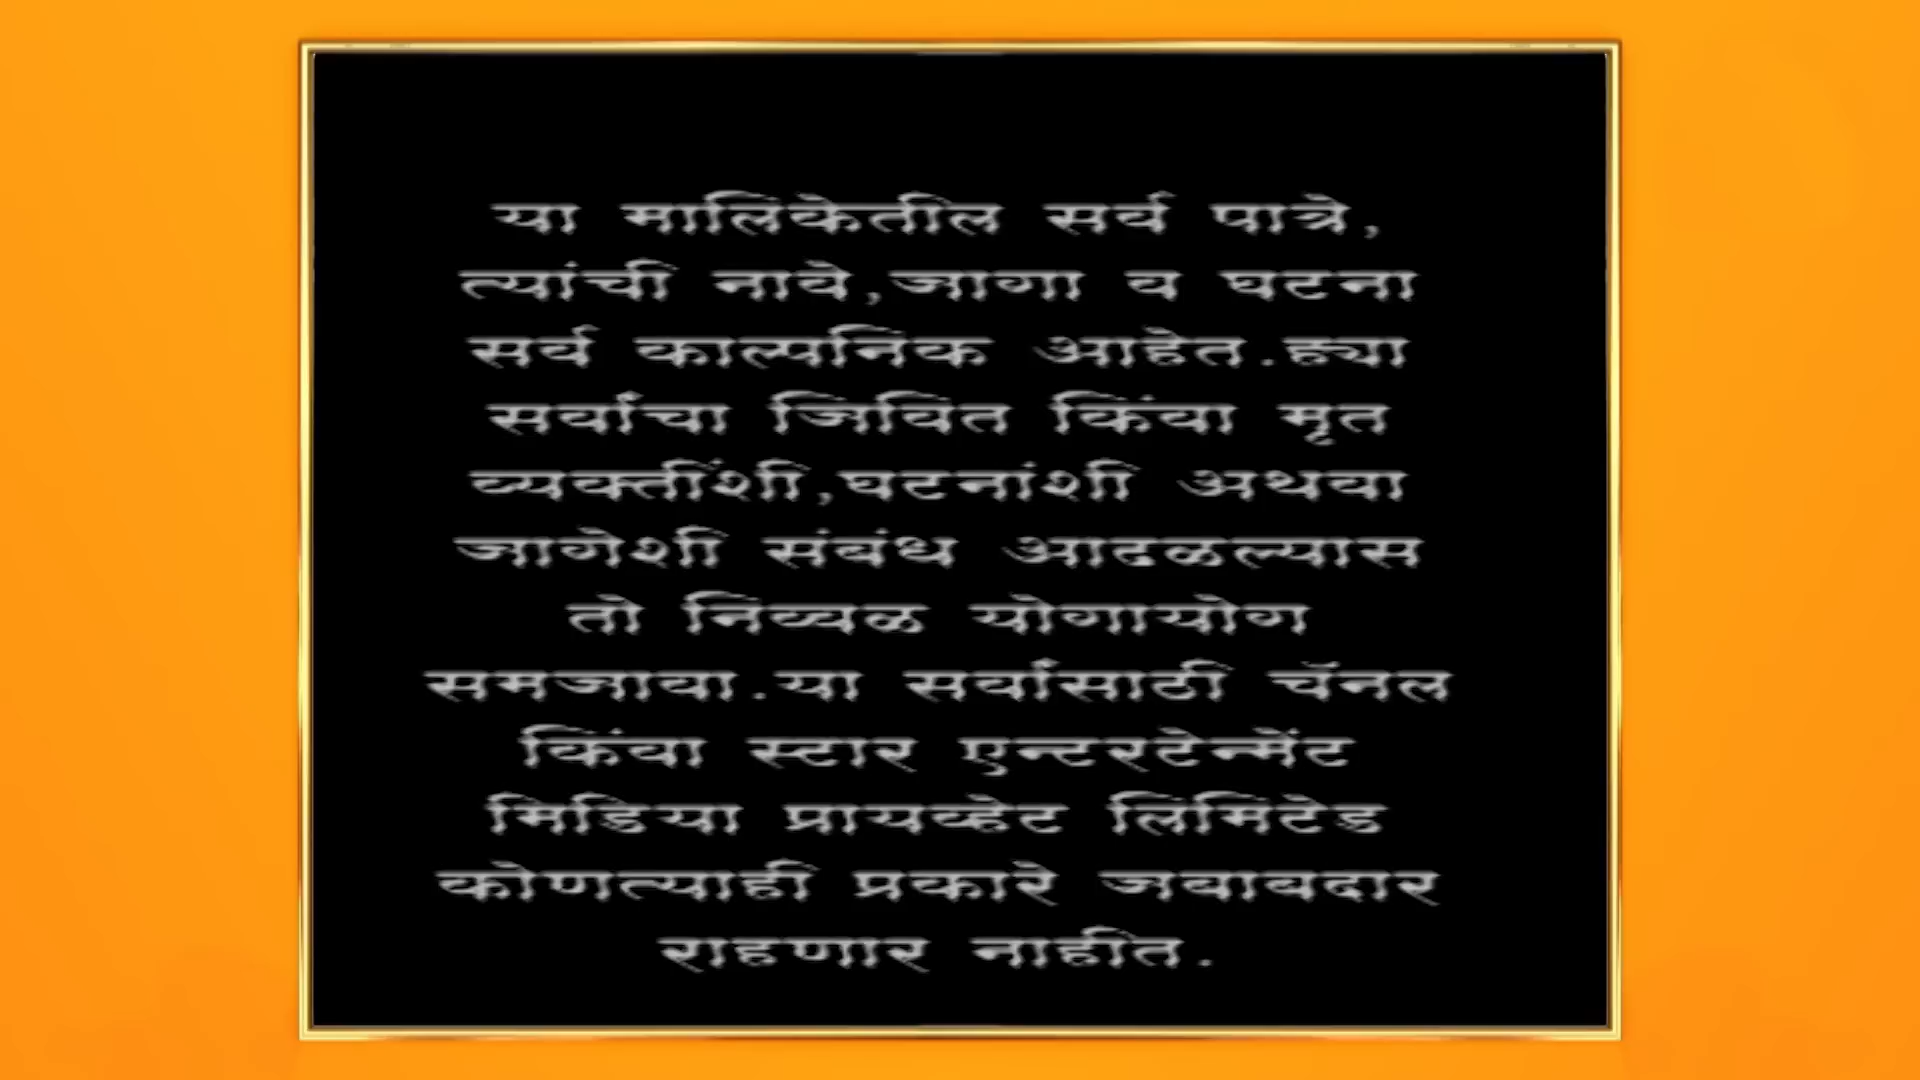 या मालिकेतील सर्व पात्रे,
त्यांची नावे,जागा व घटना
सर्व काल्पनिक आहेत.ह्या
सर्वांचा जिवित किंवा मृत
व्यक्तींशी,घटनांशी अथवा
जागेशी संबंध आढळल्यास
तो निव्वळ योगायोग
समजावा.या सर्वांसाठी चॅनल
किंवा स्टार एन्टरटेन्मेंट
मिडिया प्रायव्हेट लिमिटेड
कोणत्याही प्रकारे जबाबदार
राहणार नाहीत.